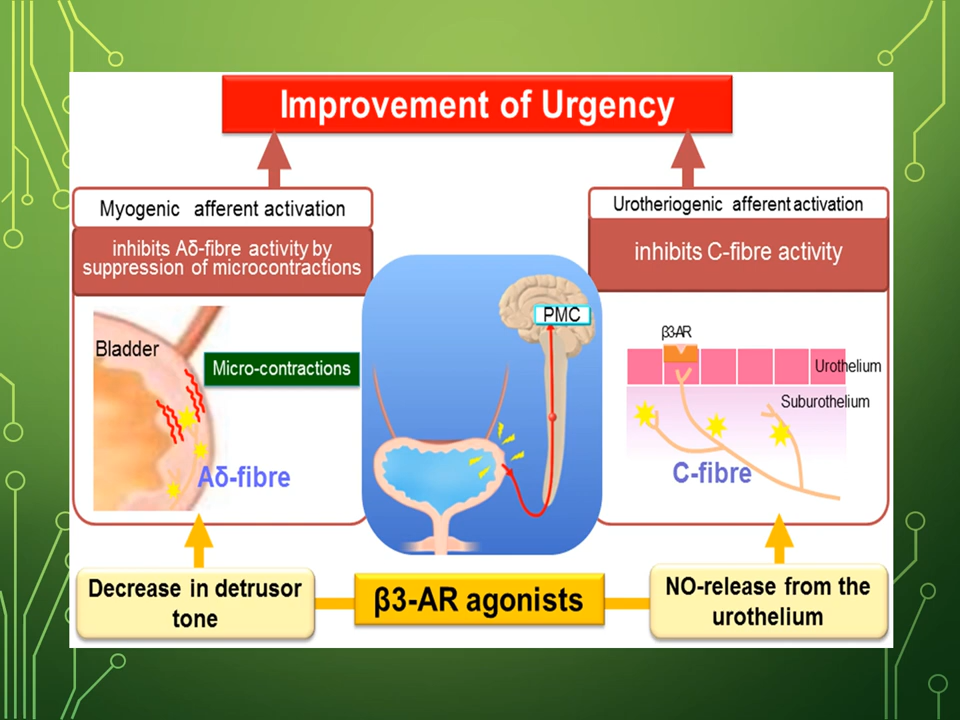 Improvement of Urgency
Myogenic afferent activation
inhibits Aδ-fibre activity by
suppression of microcontractions
Bladder
Micro-contractions
Aδ-fibre
PMC
Urotheriogenic afferent activation
inhibits C-fibre activity
β3-AR
Urothelium
Suburothelium
C-fibre
Decrease in detrusor
tone
β3-AR agonists
NO-release from the
urothelium